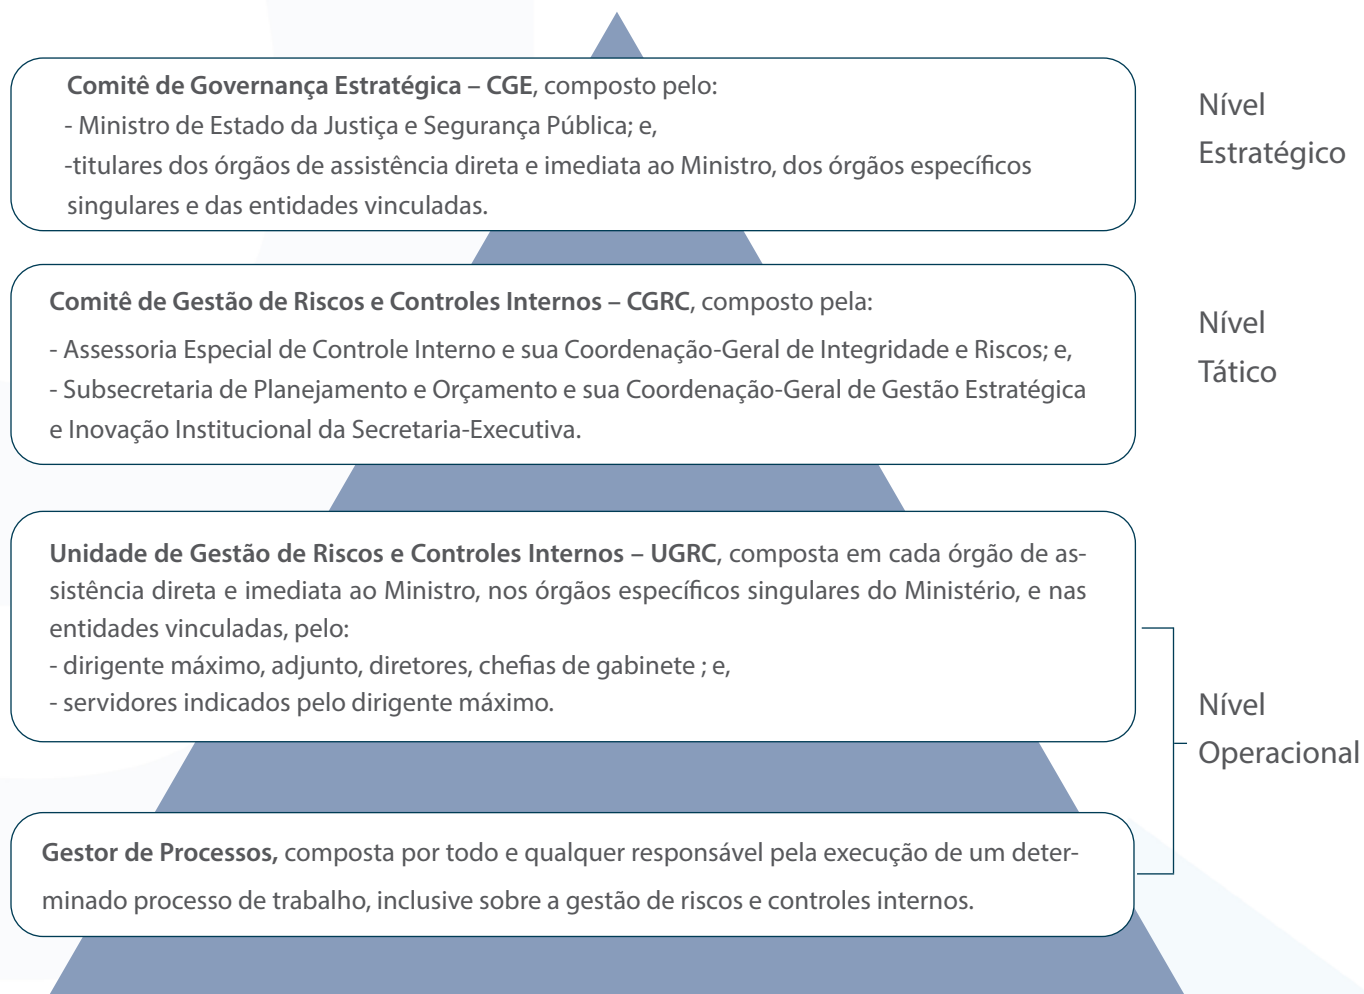 Comitê de Governança Estratégica – CGE, composto pelo:
- Ministro de Estado da Justiça e Segurança Pública; e,
-titulares dos órgãos de assistência direta e imediata ao Ministro, dos órgãos específicos
singulares e das entidades vinculadas.
Nível
Estratégico
Comitê de Gestão de Riscos e Controles Internos – CGRC, composto pela:
- Assessoria Especial de Controle Interno e sua Coordenação-Geral de Integridade e Riscos; e,
- Subsecretaria de Planejamento e Orçamento e sua Coordenação-Geral de Gestão Estratégica
e Inovação Institucional da Secretaria-Executiva.
Nível
Tático
Unidade de Gestão de Riscos e Controles Internos – UGRC, composta em cada órgão de as-
sistência direta e imediata ao Ministro, nos órgãos específicos singulares do Ministério, e nas
entidades vinculadas, pelo:
- dirigente máximo, adjunto, diretores, chefias de gabinete ; e,
- servidores indicados pelo dirigente máximo.
Nível
Operacional
Gestor de Processos, composta por todo e qualquer responsável pela execução de um deter-
minado processo de trabalho, inclusive sobre a gestão de riscos e controles internos.